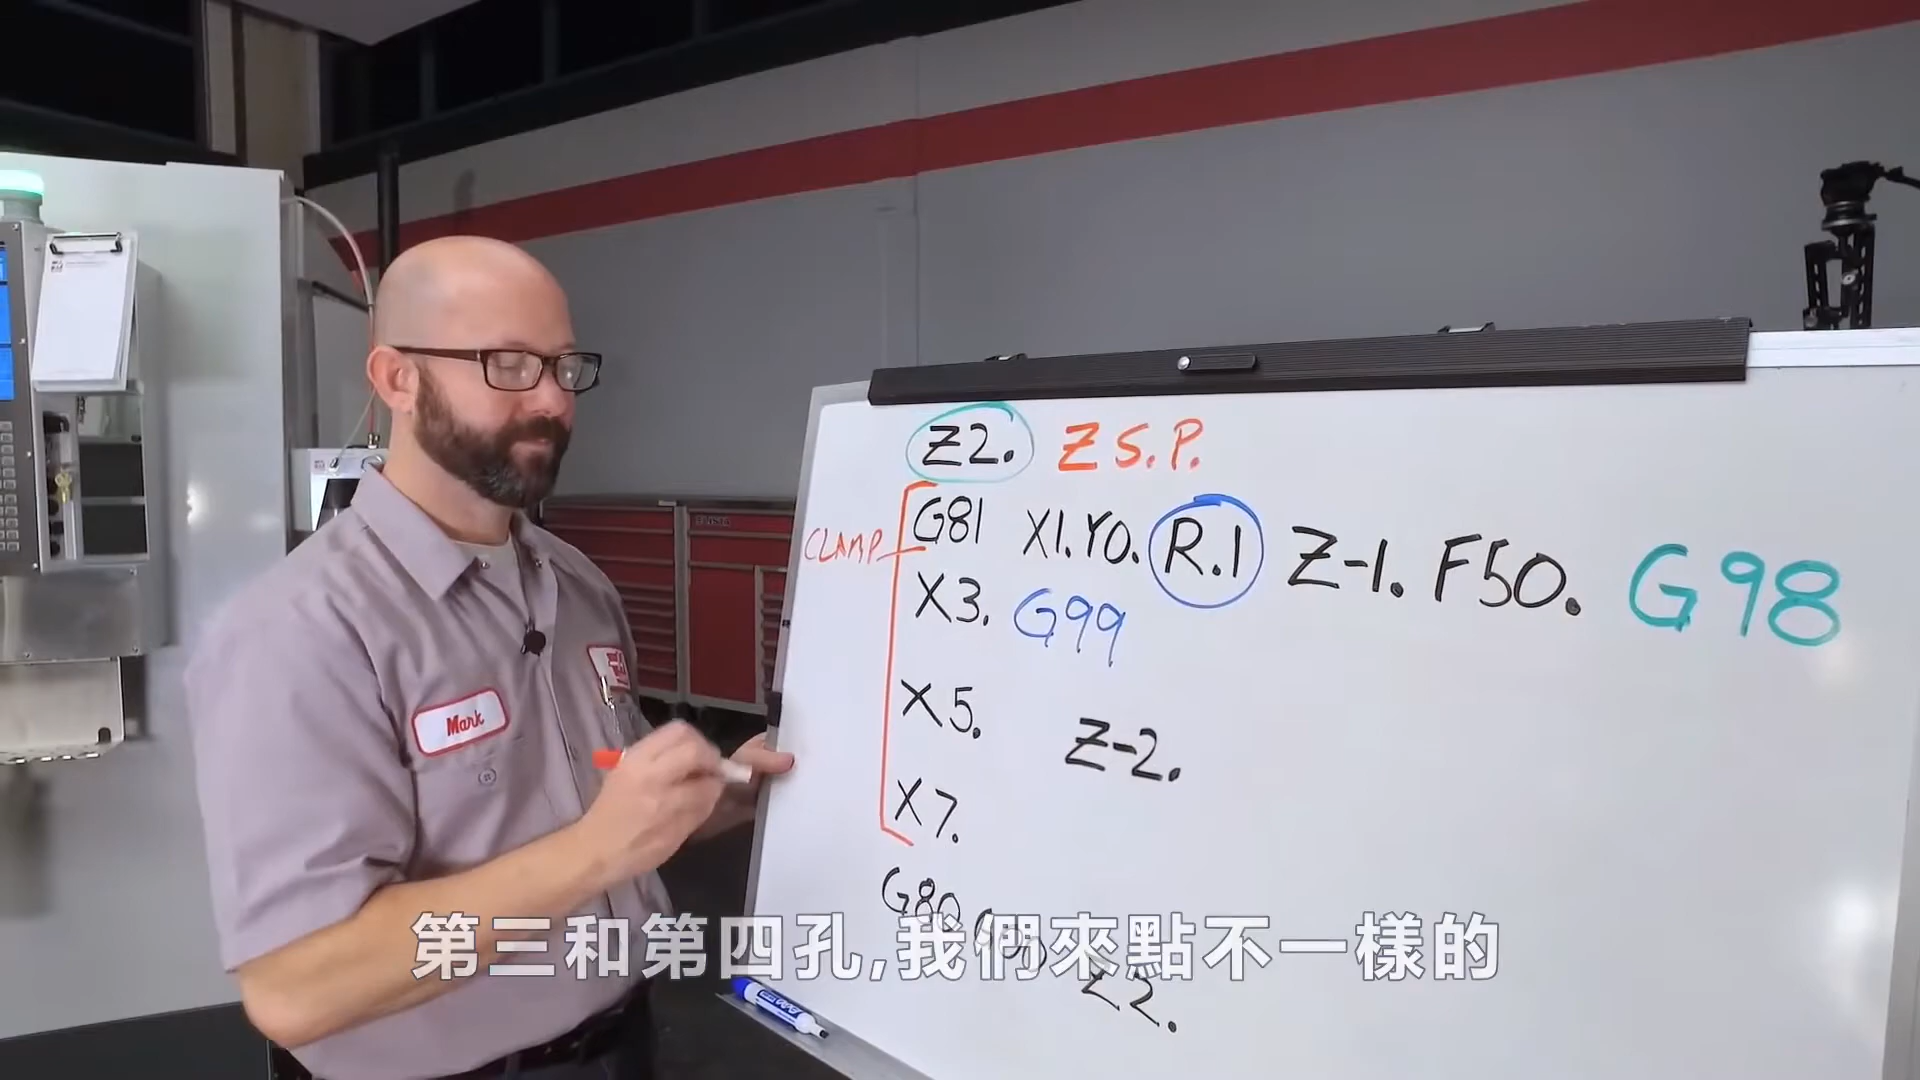 Z2. Z S.P.
CLAMP
G81 X1. Y0. R.1 Z-1. F50. G98
X3. G99
X5. Z-2.
X7.
G80 G00 Z2.
Mark
第三和第四孔,我們來點不一樣的